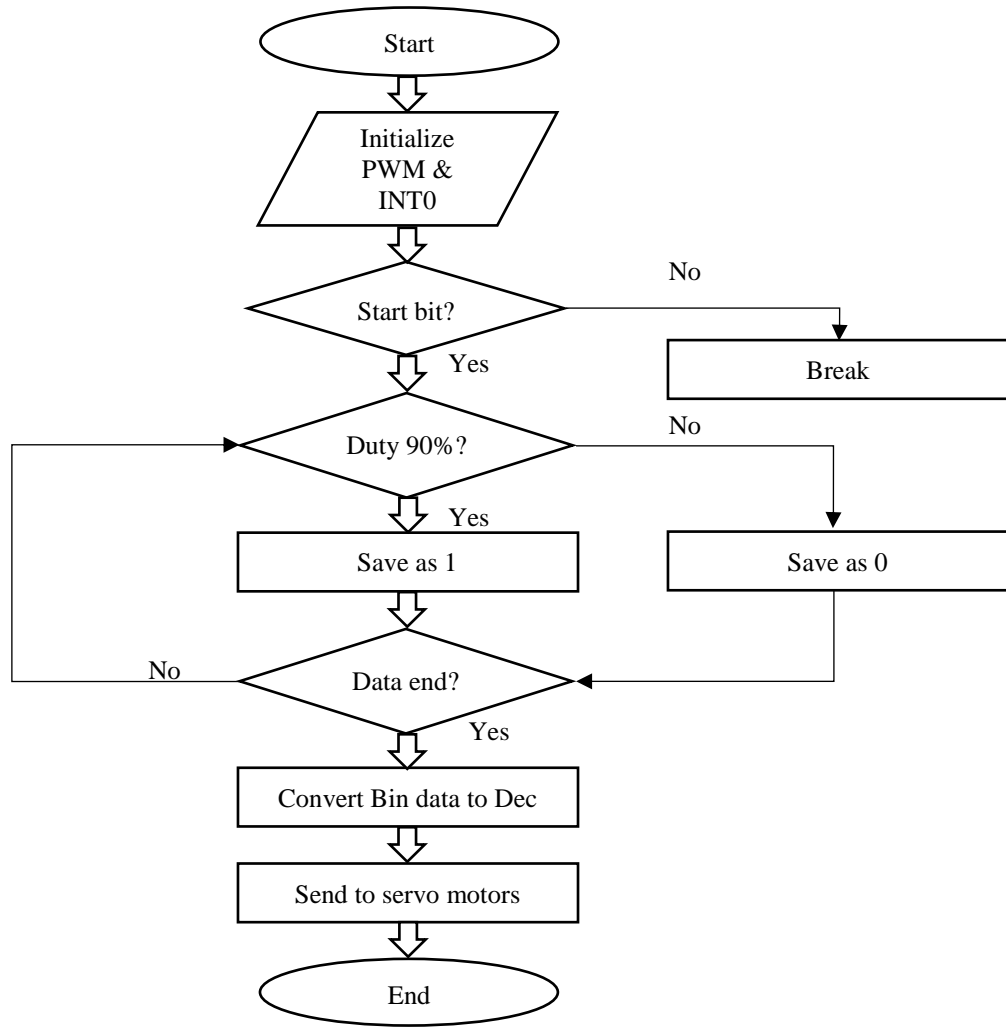 Start
Initialize
PWM &
INT0
Start bit?
No
Yes
Break
Duty 90%?
No
Yes
Save as 1
Save as 0
Data end?
No
Yes
Convert Bin data to Dec
Send to servo motors
End